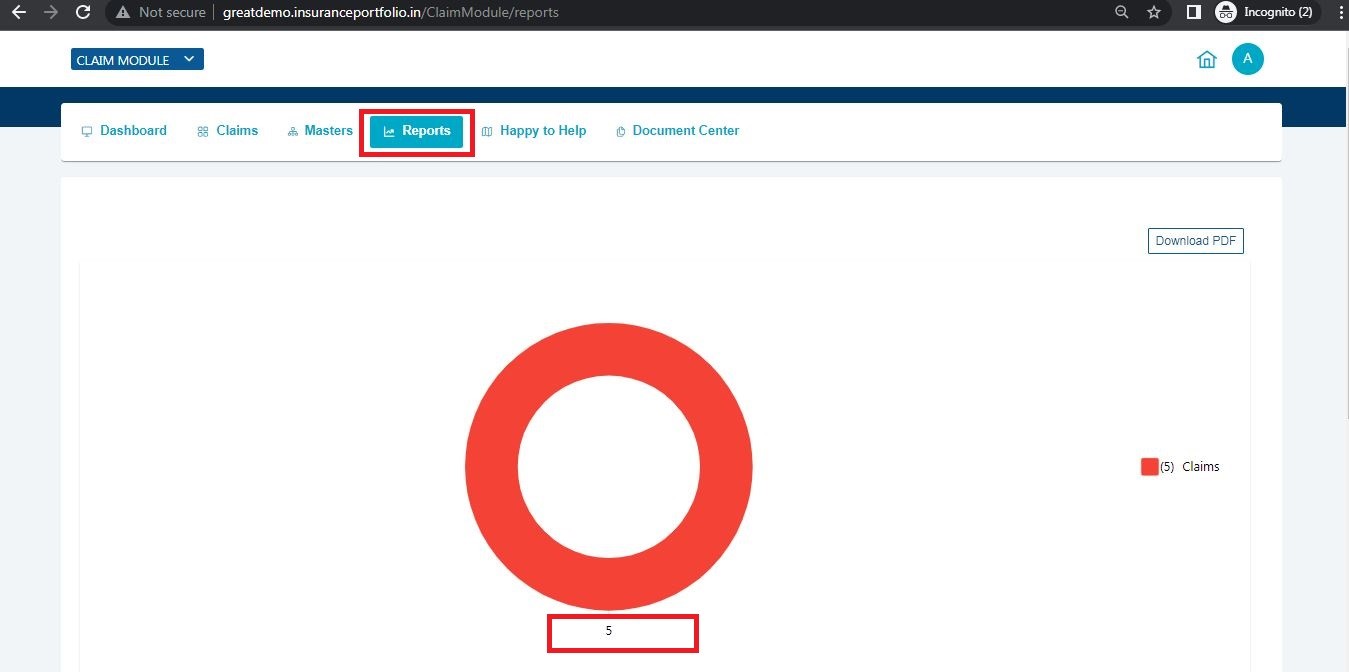 Not secure greatdemo.insuranceportfolio.in/ClaimModule/reports Incognito (2)
CLAIM MODULE A
Dashboard Claims Masters Reports Happy to Help Document Center
Download PDF
(5) Claims
5